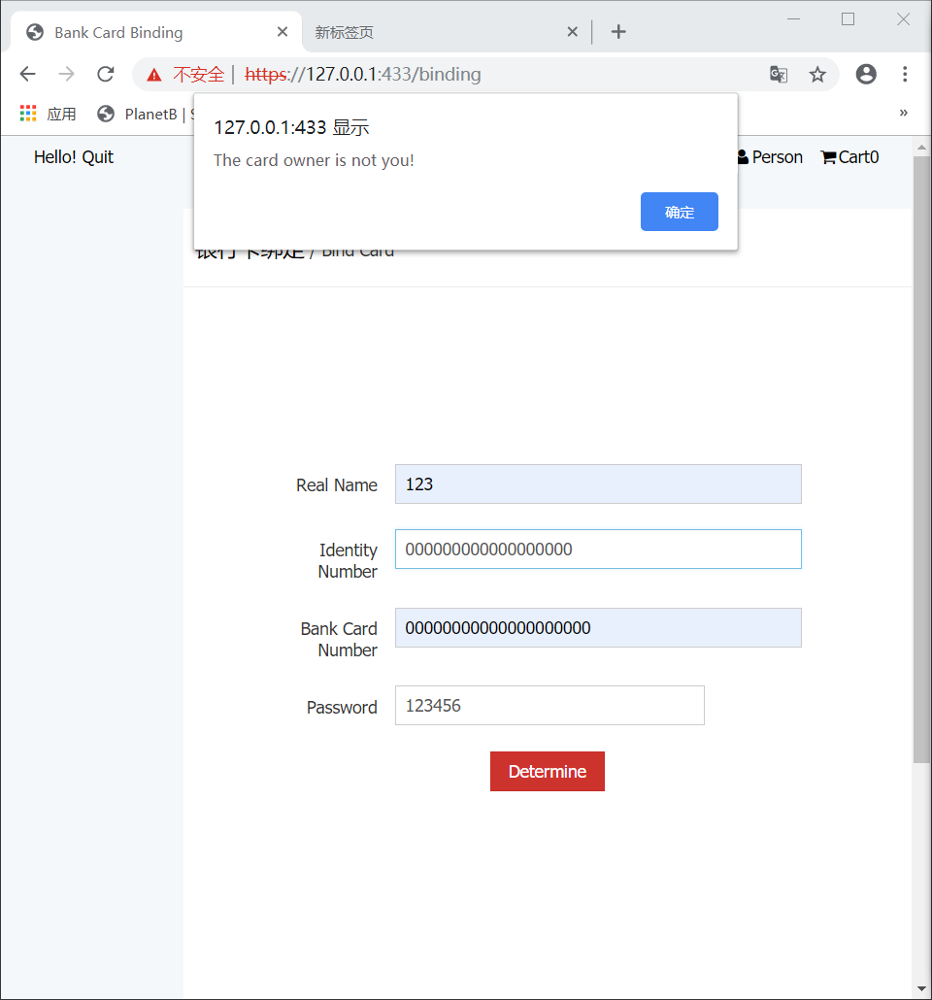 Bank Card Binding
新标签页
不安全 | https://127.0.0.1:433/binding
应用 PlanetB | S
127.0.0.1:433 显示
The card owner is not you!
确定
Hello! Quit
Person
Cart0
银行卡绑定 / Bind Card
Real Name
123
Identity
Number
000000000000000000
Bank Card
Number
00000000000000000000
Password
123456
Determine